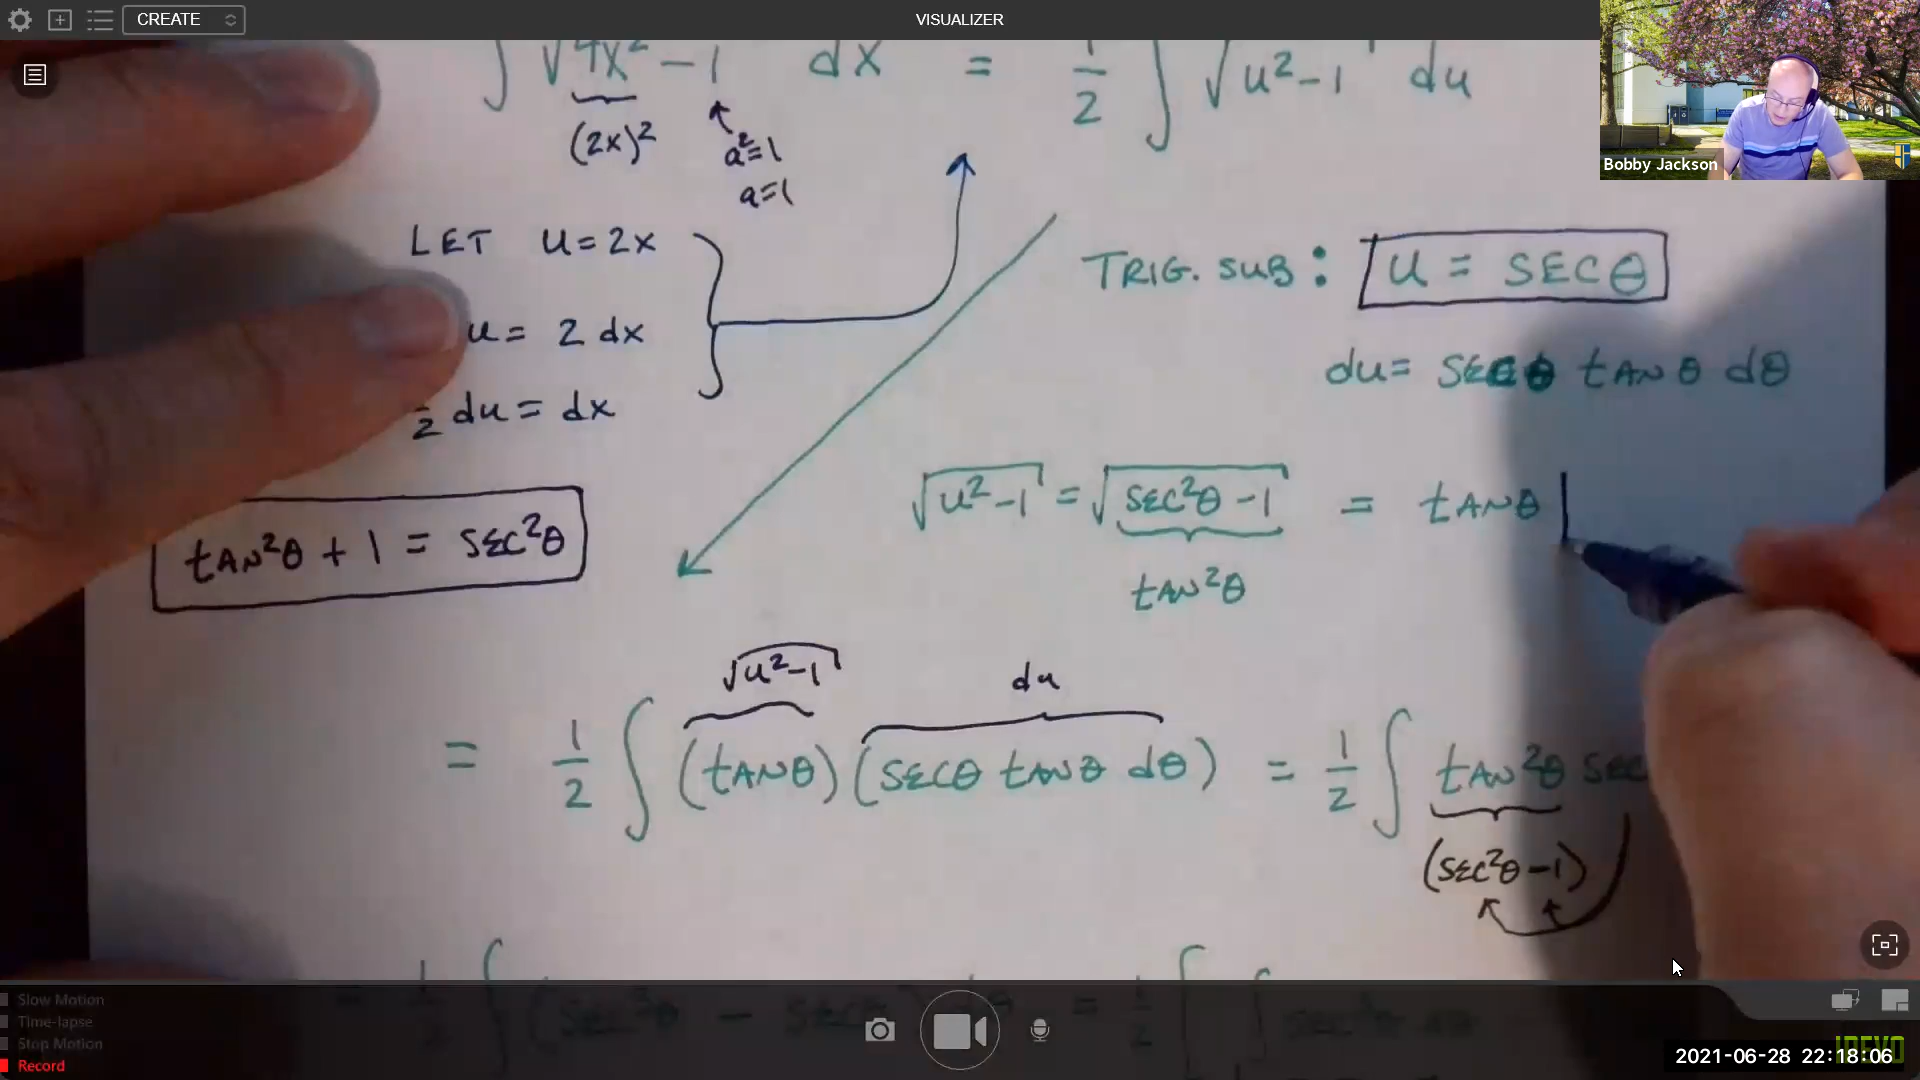 CREATE
VISUALIZER
∫ √4x² - 1 dx = 1/2 ∫ √u² - 1 du
(2x)²
a² = 1
a = 1
Bobby Jackson
LET u = 2x
TRIG. SUB: u = SECθ
u = 2 dx
du = SECθ TANθ dθ
2 du = dx
√u² - 1 = √SEC²θ - 1 = TANθ
TAN²θ + 1 = SEC²θ
TAN²θ
√u² - 1
du
= 1/2 ∫ (TANθ)(SECθ TANθ dθ) = 1/2 ∫ TAN²θ SEC
(SEC²θ - 1)
Slow Motion
Time-lapse
Stop Motion
Record
2021-06-28 22:18:06